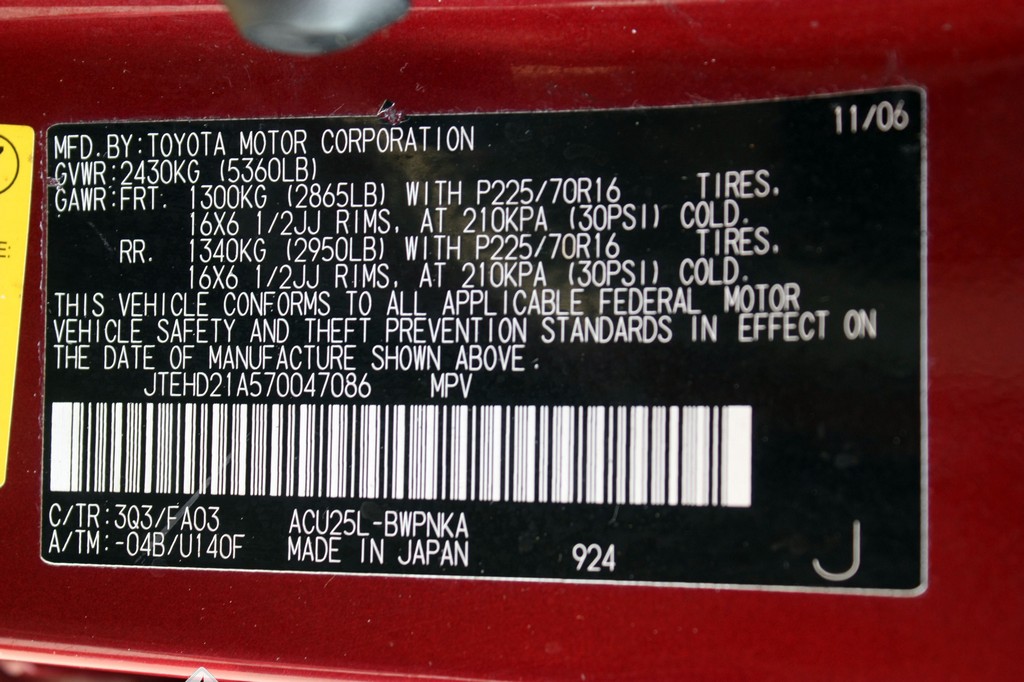 11/06
MFD. BY: TOYOTA MOTOR CORPORATION
GVWR: 2430KG (5360LB)
GAWR: FRT. 1300KG (2865LB) WITH P225/70R16 TIRES,
16X6 1/2JJ RIMS, AT 210KPA (30PSI) COLD.
RR. 1340KG (2950LB) WITH P225/70R16 TIRES,
16X6 1/2JJ RIMS, AT 210KPA (30PSI) COLD.
THIS VEHICLE CONFORMS TO ALL APPLICABLE FEDERAL MOTOR
VEHICLE SAFETY AND THEFT PREVENTION STANDARDS IN EFFECT ON
THE DATE OF MANUFACTURE SHOWN ABOVE.
JTEHD21A570047086 MPV
C/TR: 3Q3/FA03 ACU25L-BWPNKA
A/TM: -04B/U140F MADE IN JAPAN 924
J